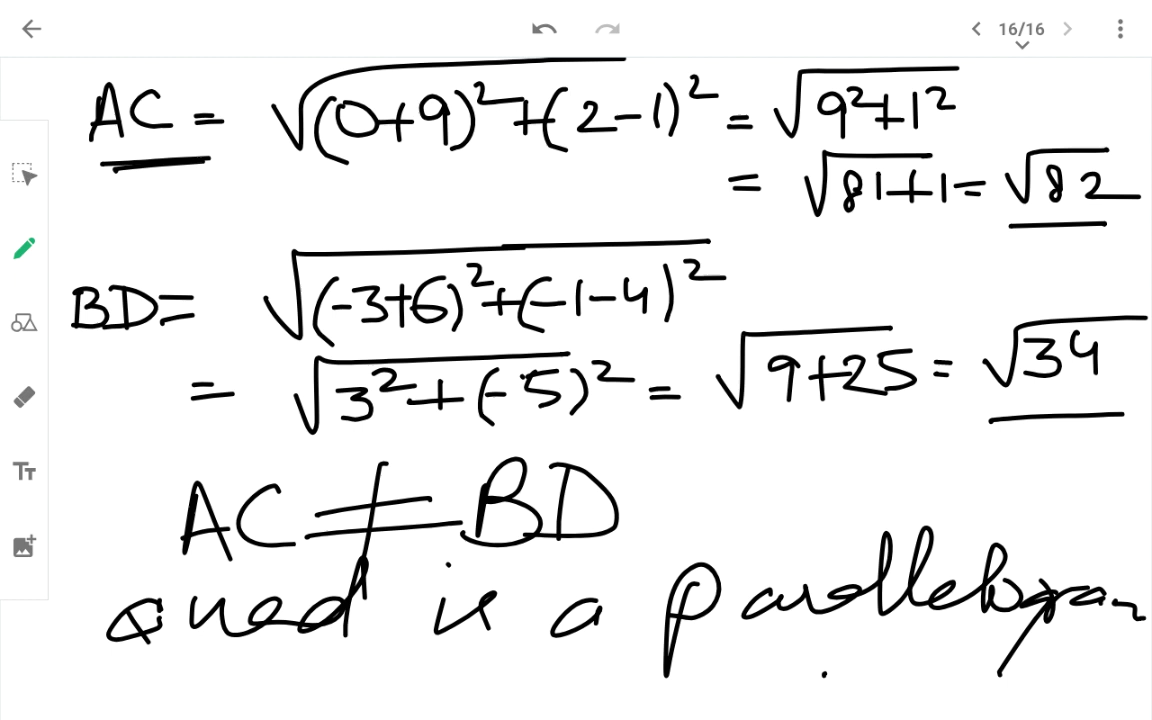 16/16
AC = √(0+9)²+(2-1)² = √9²+1²
= √81+1 = √82
BD = √(-3+6)²+(-1-4)²
= √3²+(-5)² = √9+25 = √34
AC ≠ BD
Quad is a parallelogram
Tт